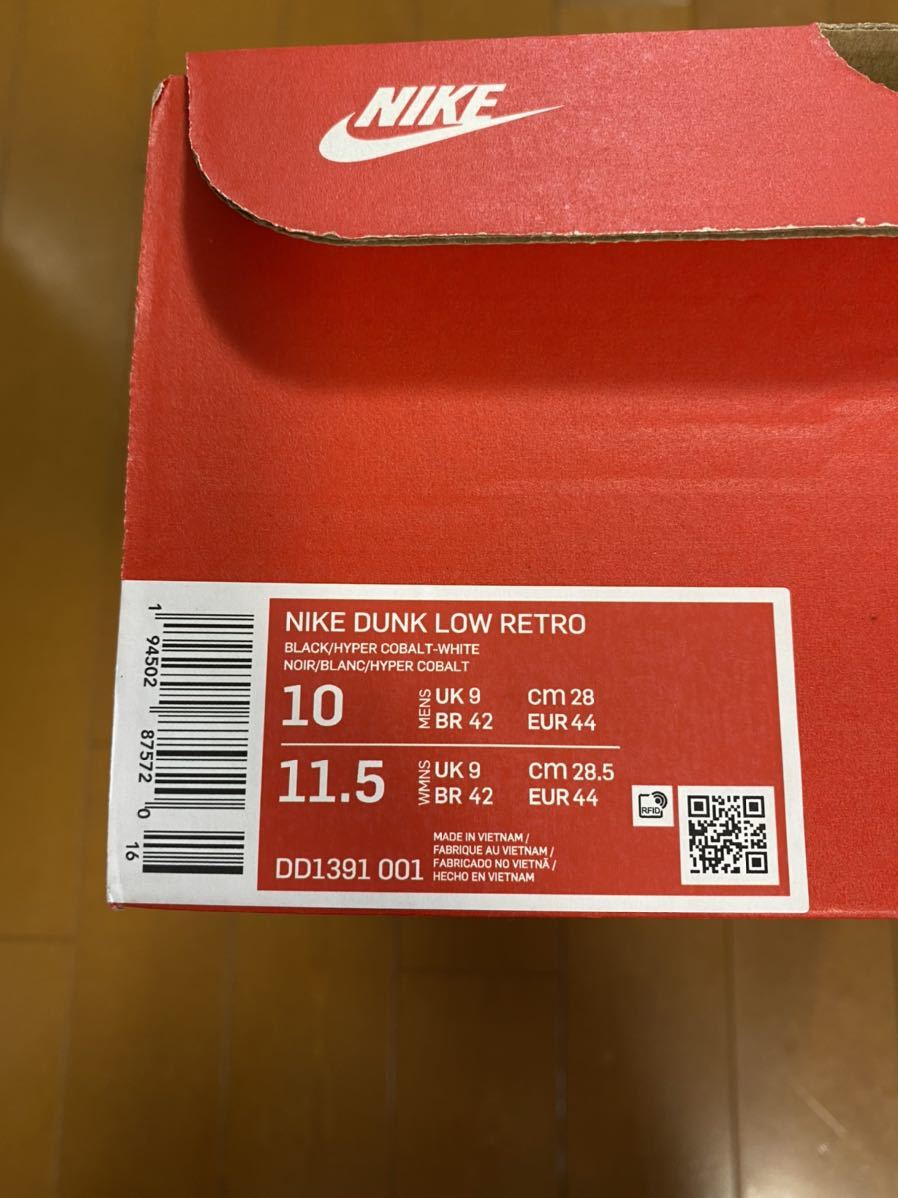 NIKE
NIKE DUNK LOW RETRO
BLACK/HYPER COBALT-WHITE
NOIR/BLANC/HYPER COBALT
10 MENS UK 9 cm 28
BR 42 EUR 44
11.5 WMNS UK 9 cm 28.5
BR 42 EUR 44
RFID
DD1391 001
MADE IN VIETNAM /
FABRIQUE AU VIETNAM /
FABRICADO NO VIETNÃ /
HECHO EN VIETNAM
1 94502 87572 0 16